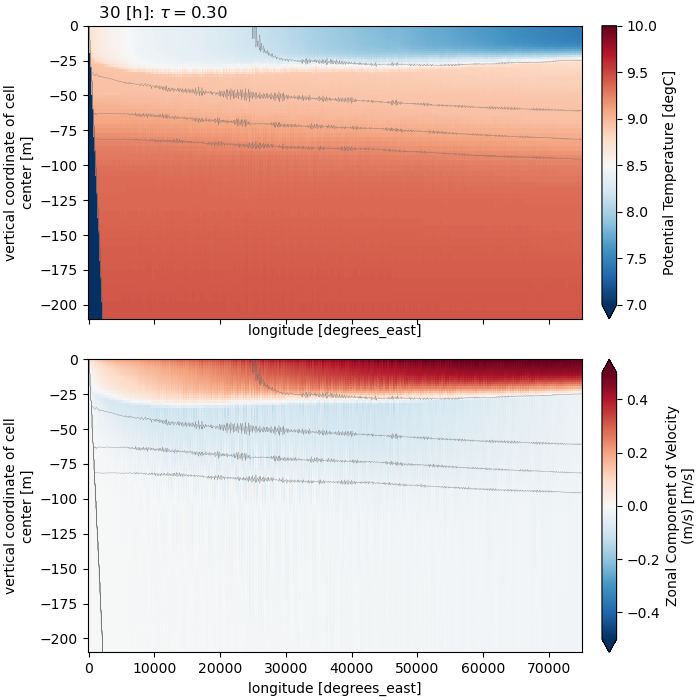 30 [h]: τ = 0.30
0
−25
−50
−75
−100
−125
−150
−175
−200
vertical coordinate of cell
center [m]
longitude [degrees_east]
10.0
9.5
9.0
8.5
8.0
7.5
7.0
Potential Temperature [degC]
0
−25
−50
−75
−100
−125
−150
−175
−200
vertical coordinate of cell
center [m]
0 10000 20000 30000 40000 50000 60000 70000
longitude [degrees_east]
0.4
0.2
0.0
−0.2
−0.4
Zonal Component of Velocity
(m/s) [m/s]